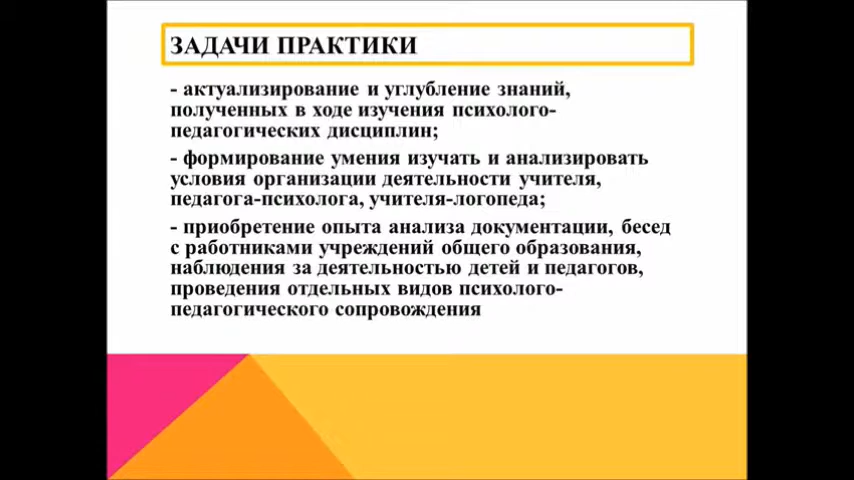 ЗАДАЧИ ПРАКТИКИ
- актуализирование и углубление знаний,
полученных в ходе изучения психолого-
педагогических дисциплин;
- формирование умения изучать и анализировать
условия организации деятельности учителя,
педагога-психолога, учителя-логопеда;
- приобретение опыта анализа документации, бесед
с работниками учреждений общего образования,
наблюдения за деятельностью детей и педагогов,
проведения отдельных видов психолого-
педагогического сопровождения